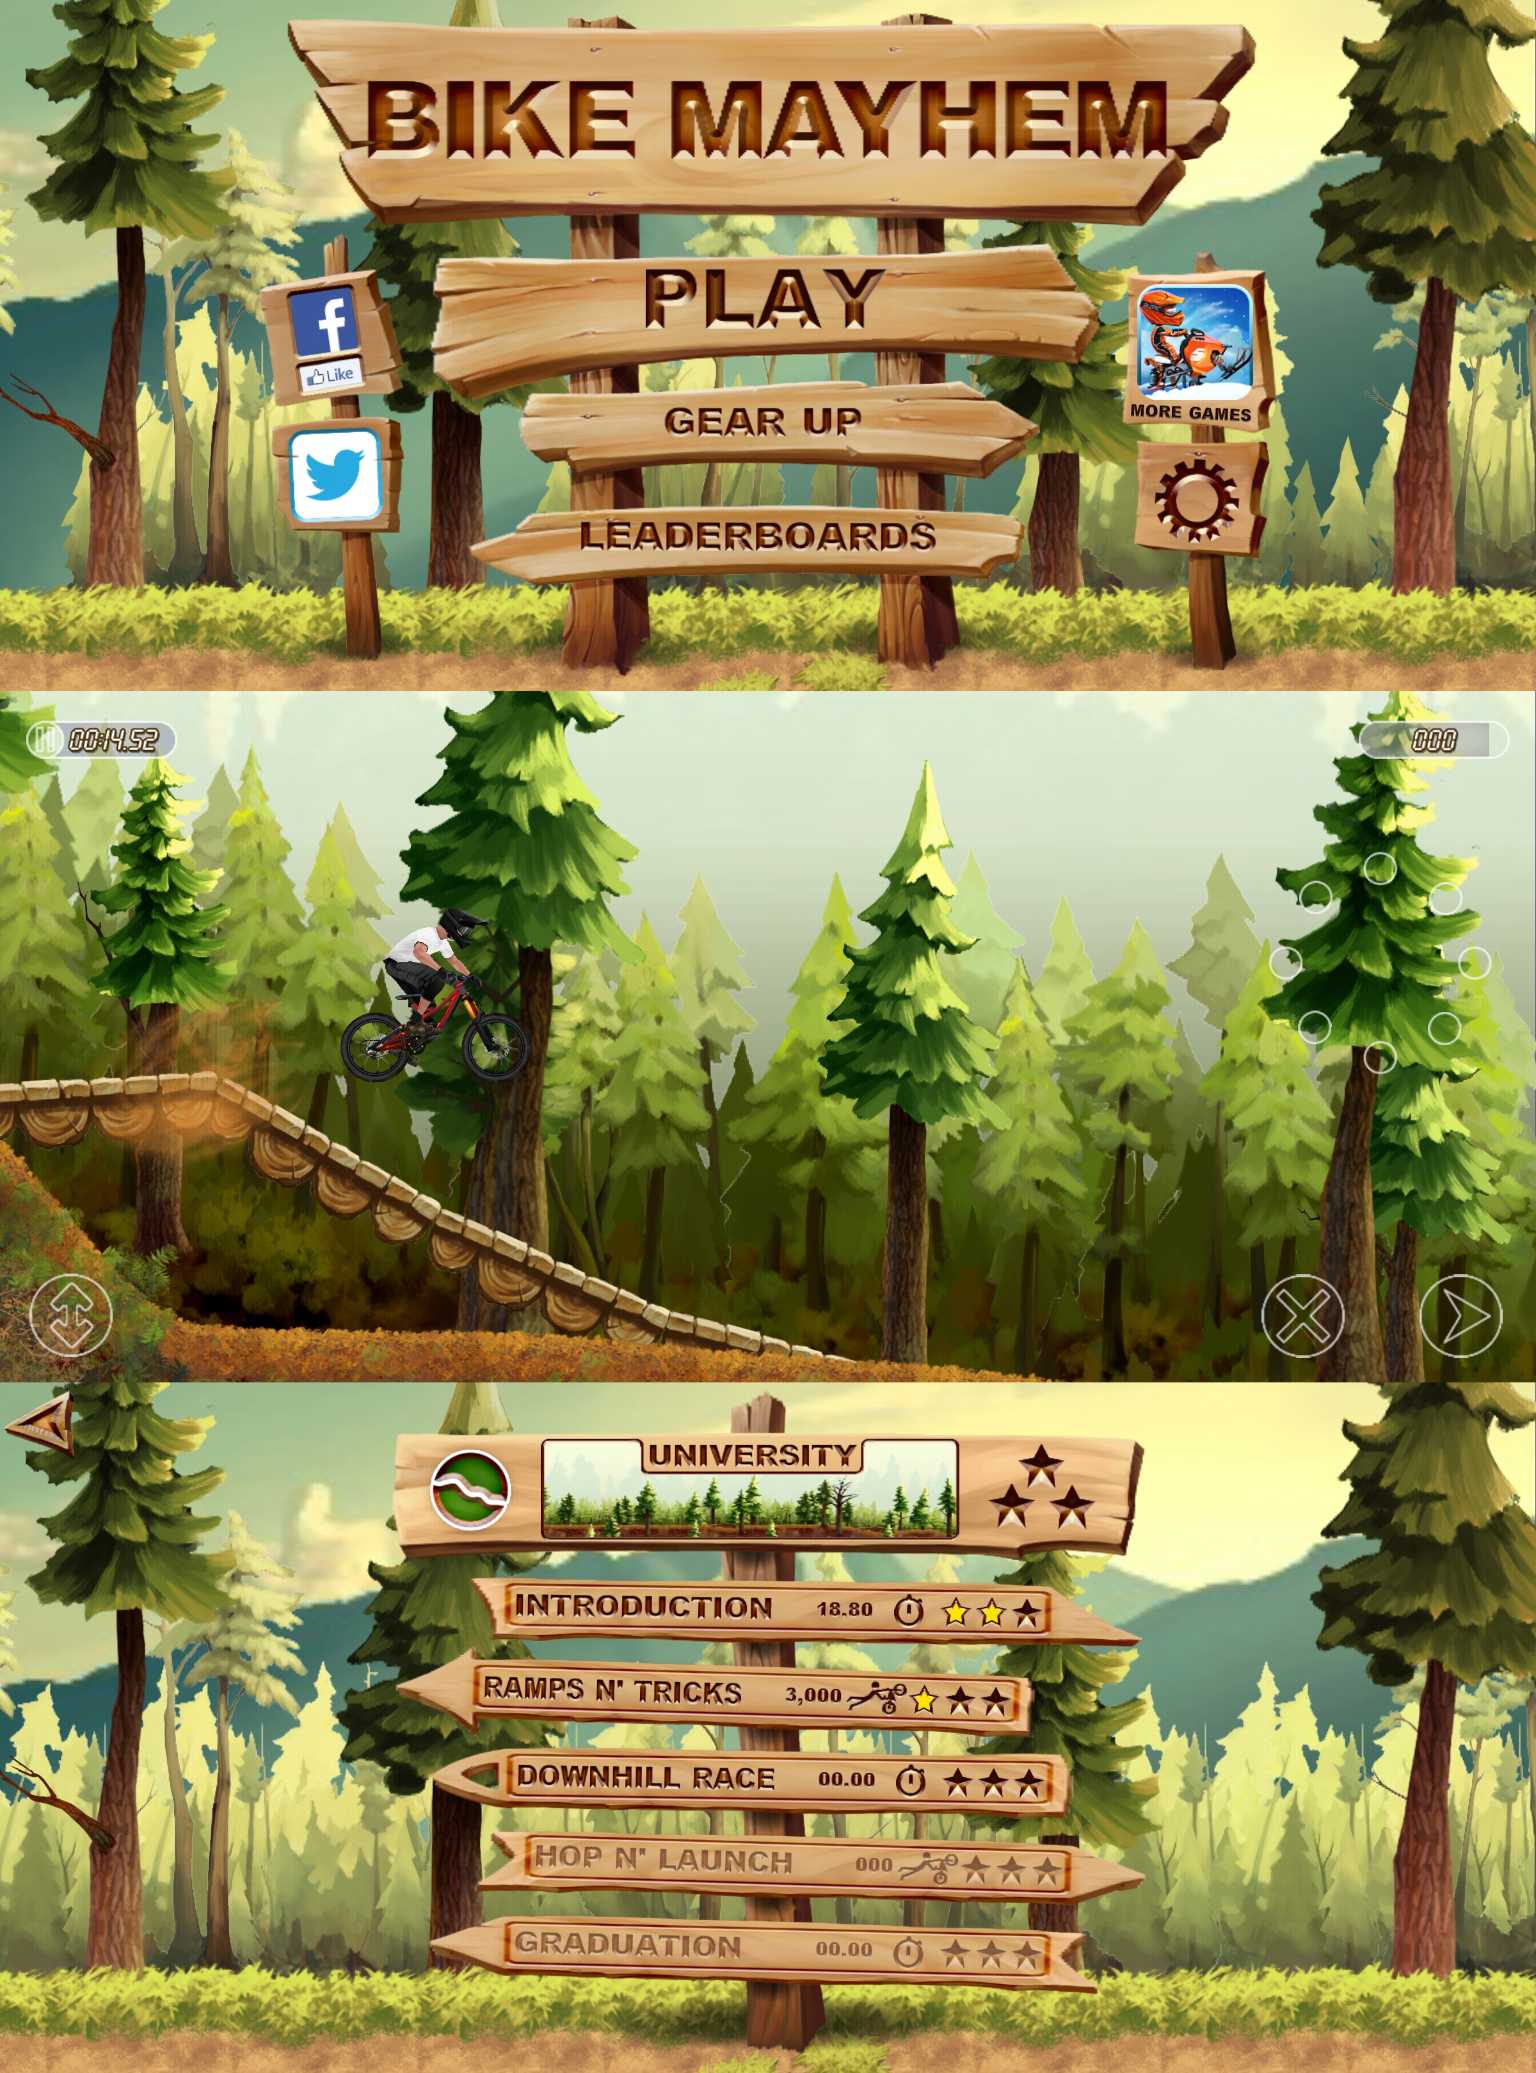 BIKE MAYHEM
PLAY
f
Like
MORE GAMES
GEAR UP
LEADERBOARDS
00:14.52
000
UNIVERSITY
INTRODUCTION 18.80
RAMPS N' TRICKS 3,000
DOWNHILL RACE 00.00
HOP N' LAUNCH 000
GRADUATION 00.00